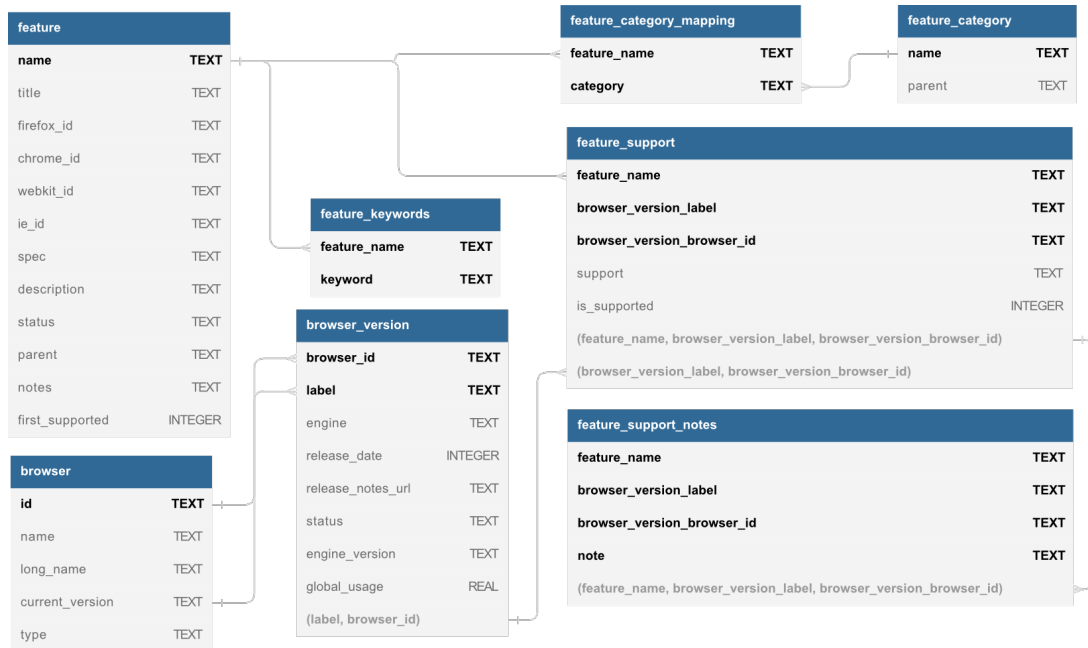 feature
name TEXT
title TEXT
firefox_id TEXT
chrome_id TEXT
webkit_id TEXT
ie_id TEXT
spec TEXT
description TEXT
status TEXT
parent TEXT
notes TEXT
first_supported INTEGER
feature_category_mapping
feature_name TEXT
category TEXT
feature_category
name TEXT
parent TEXT
feature_support
feature_name TEXT
browser_version_label TEXT
browser_version_browser_id TEXT
support TEXT
is_supported INTEGER
(feature_name, browser_version_label, browser_version_browser_id)
(browser_version_label, browser_version_browser_id)
feature_keywords
feature_name TEXT
keyword TEXT
browser_version
browser_id TEXT
label TEXT
engine TEXT
release_date INTEGER
release_notes_url TEXT
status TEXT
engine_version TEXT
global_usage REAL
(label, browser_id)
feature_support_notes
feature_name TEXT
browser_version_label TEXT
browser_version_browser_id TEXT
note TEXT
(feature_name, browser_version_label, browser_version_browser_id)
browser
id TEXT
name TEXT
long_name TEXT
current_version TEXT
type TEXT